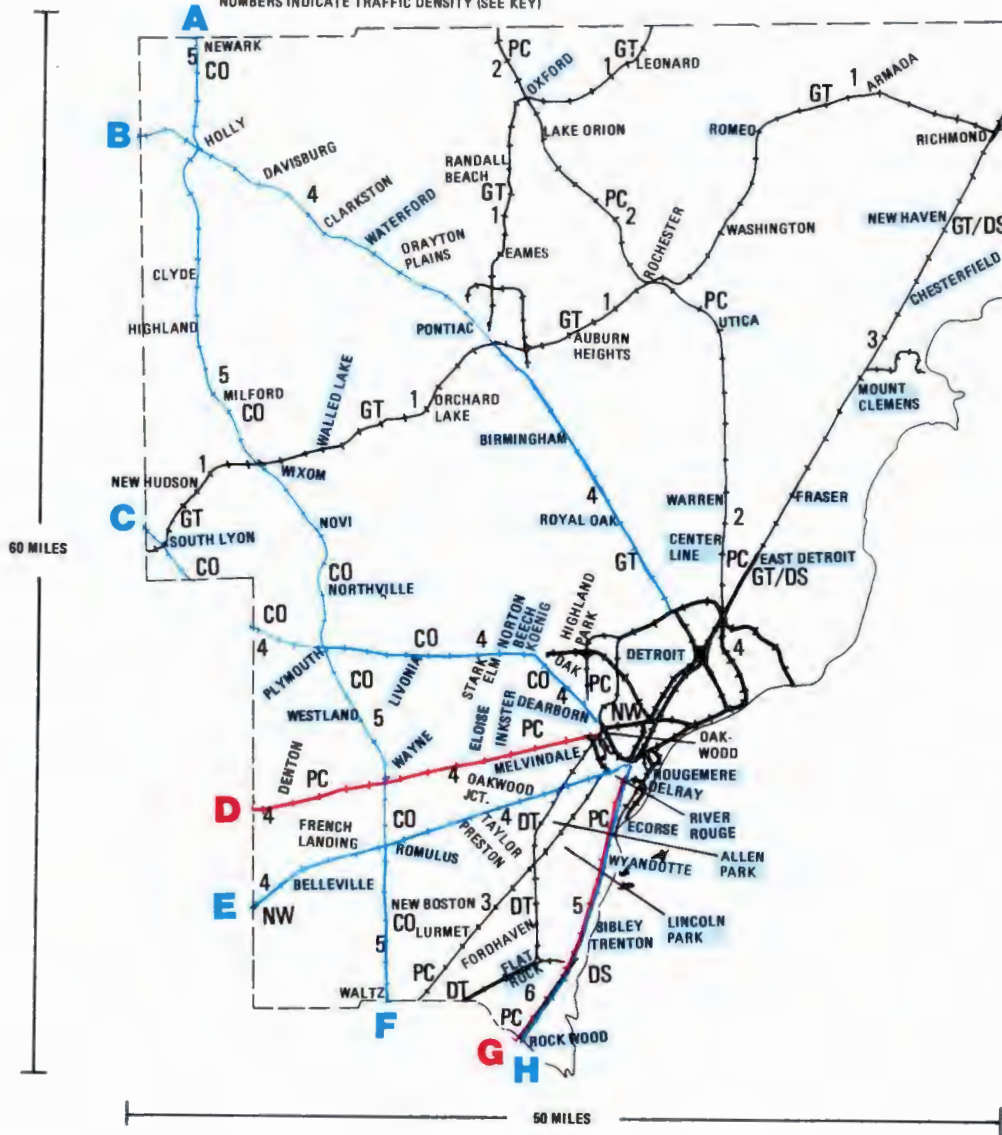 NUMBERS INDICATE TRAFFIC DENSITY (SEE KEY)
A
NEWARK
5
CO
PC
2
OXFORD
GT
1
LEONARD
GT
1
ARMADA
B
HOLLY
DAVISBURG
4
CLARKSTON
WATERFORD
DRAYTON
PLAINS
LAKE ORION
RANDALL
BEACH
GT
1
EAMES
PC
2
ROMEO
RICHMOND
WASHINGTON
NEW HAVEN
GT/DS
CHESTERFIELD
ROCHESTER
CLYDE
HIGHLAND
PONTIAC
GT
1
AUBURN
HEIGHTS
PC
UTICA
3
MOUNT
CLEMENS
5
MILFORD
CO
WALLED LAKE
GT
1
ORCHARD
LAKE
BIRMINGHAM
NEW HUDSON
1
WIXOM
4
ROYAL OAK
GT
WARREN
2
CENTER
LINE
PC
FRASER
EAST DETROIT
GT/DS
C
GT
SOUTH LYON
CO
NOVI
CO
NORTHVILLE
60 MILES
CO
4
PLYMOUTH
CO
LIVONIA
CO
4
STARK
ELM
NORTON
BEECH
KOENIG
HIGHLAND
PARK
OAK
DETROIT
4
CO
4
PC
DEARBORN
NW
WESTLAND
5
WAYNE
ELOISE
INKSTER
PC
MELVINDALE
OAK-
WOOD
ROUGEMERE
DELRAY
RIVER
ROUGE
DENTON
PC
4
OAKWOOD
JCT.
4
D
4
FRENCH
LANDING
CO
ROMULUS
TAYLOR
PRESTON
DT
PC
ECORSE
ALLEN
PARK
WYANDOTTE
4
BELLEVILLE
E
NW
NEW BOSTON
3
CO
LURMET
DT
FORDHAVEN
5
SIBLEY
TRENTON
LINCOLN
PARK
5
FLAT
ROCK
DS
WALTZ
PC
DT
6
PC
F
G
ROCKWOOD
H
50 MILES